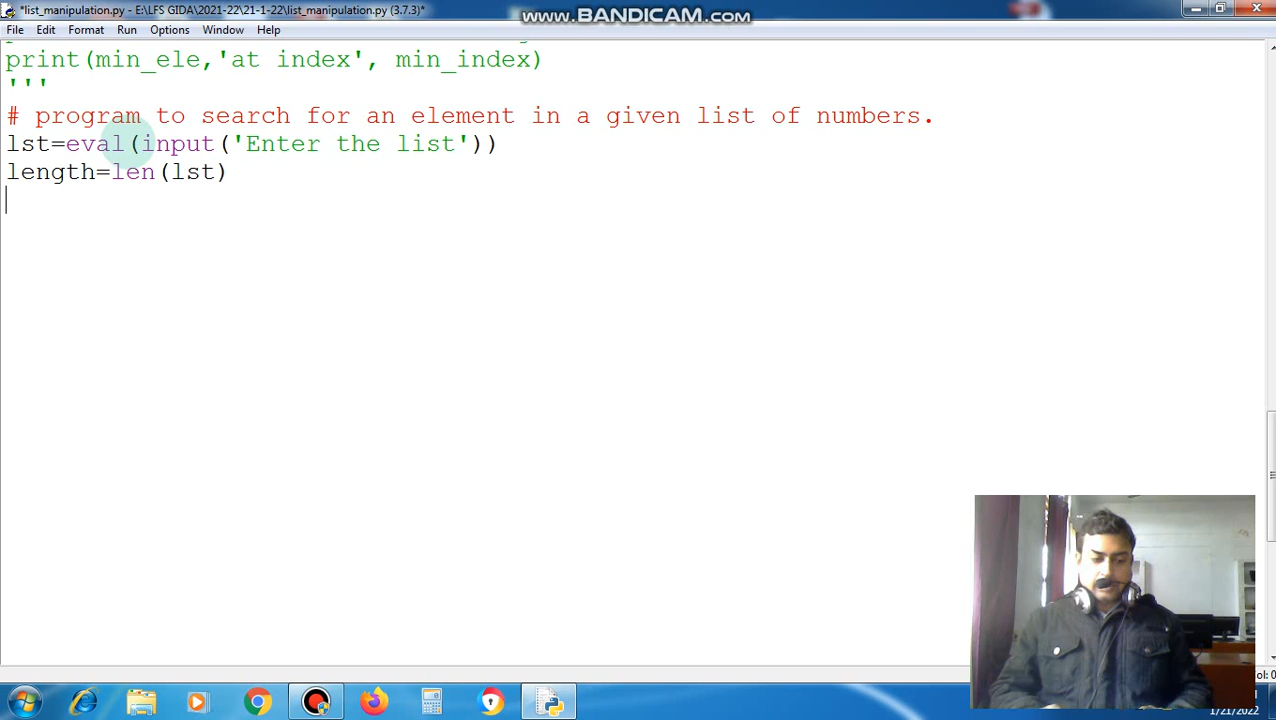 *list_manipulation.py - E:\LFS GIDA\2021-22\21-1-22\list_manipulation.py (3.7.3)*
www.BANDICAM.com
File Edit Format Run Options Window Help
print(min_ele,'at index', min_index)
'''
# program to search for an element in a given list of numbers.
lst=eval(input('Enter the list'))
length=len(lst)
ol: 0
1/21/2022